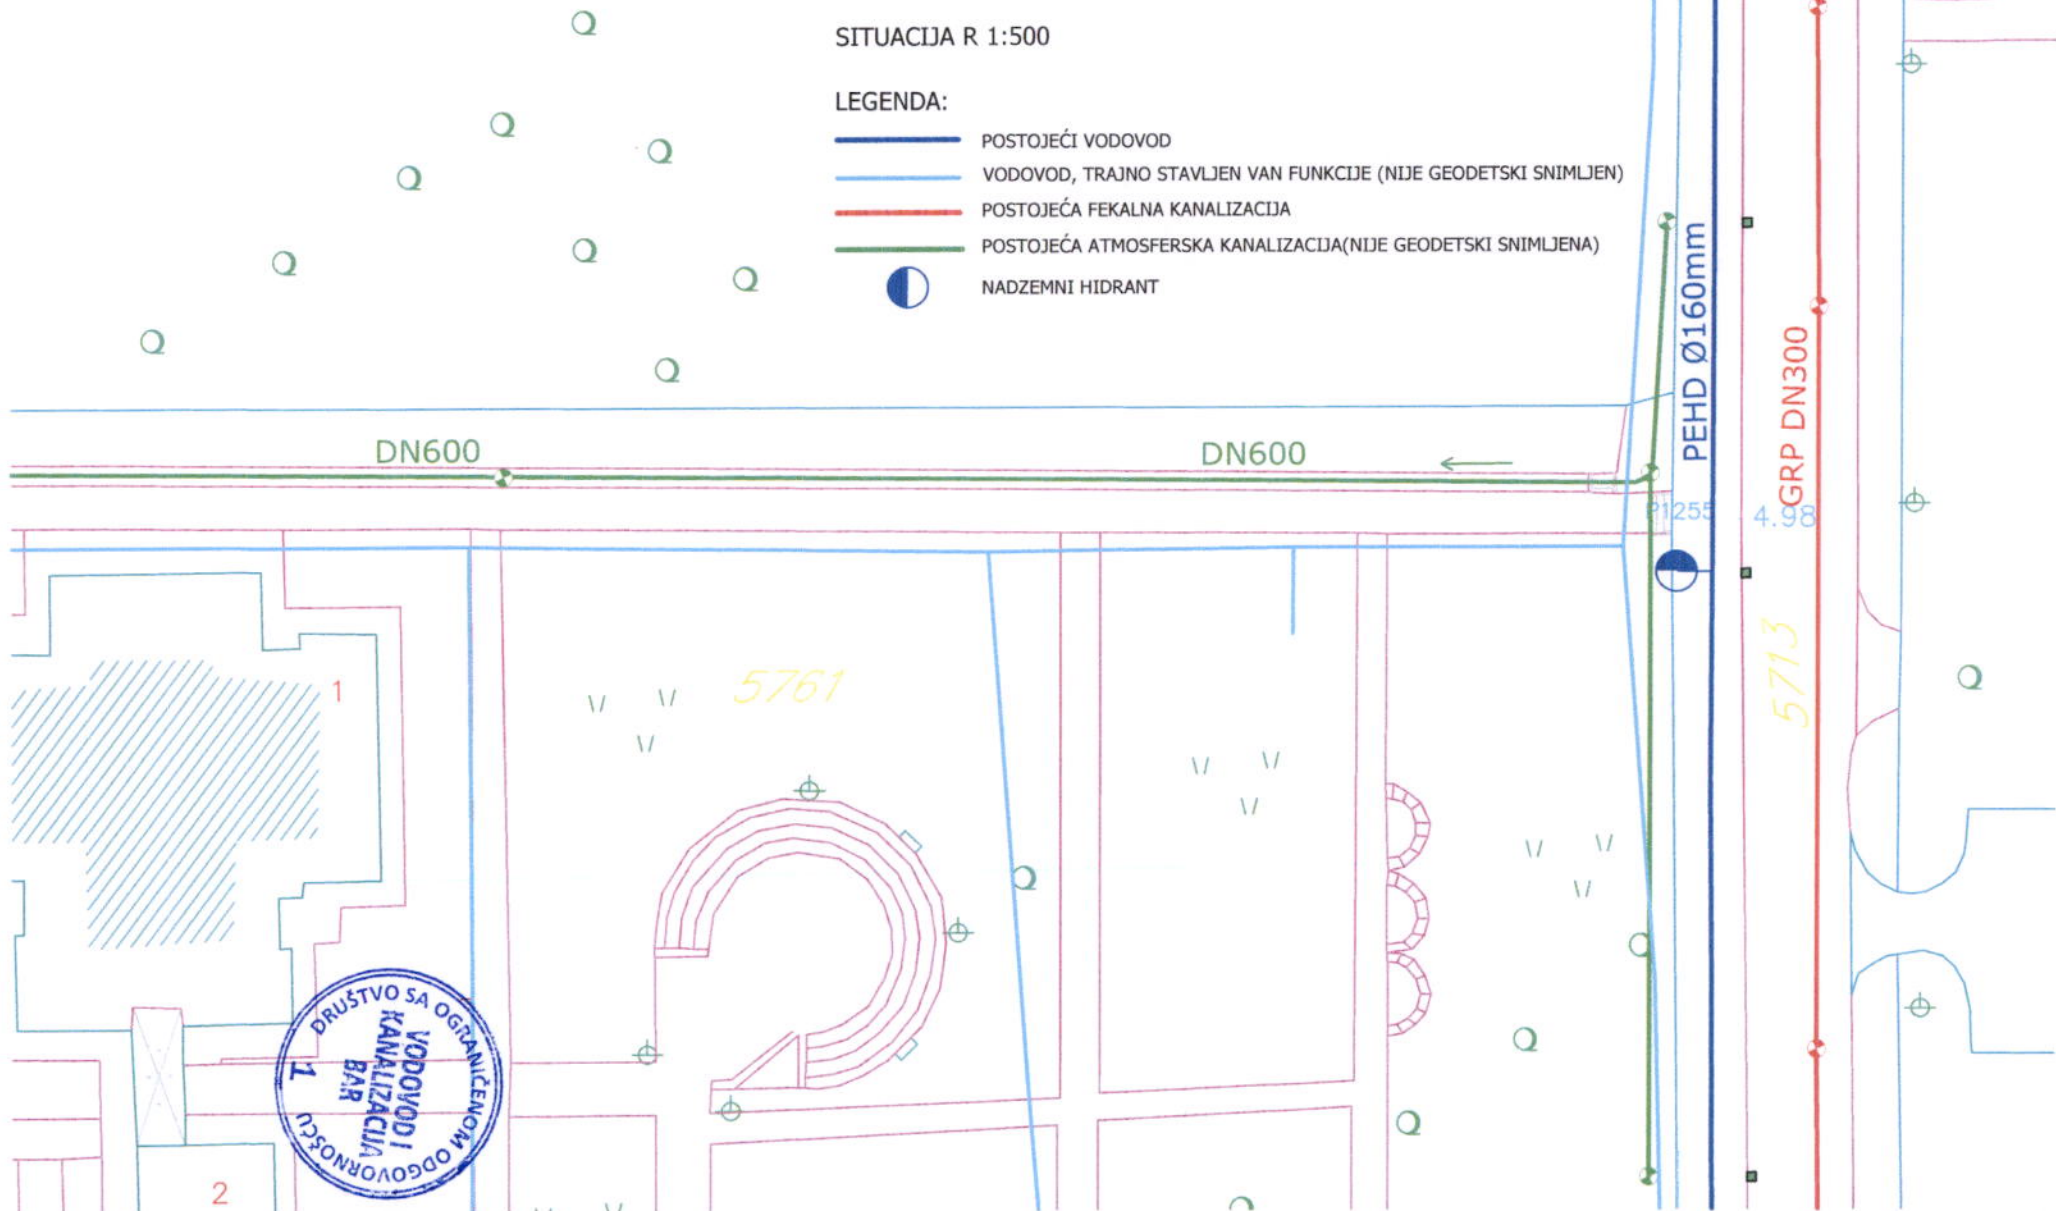 SITUACIJA R 1:500
LEGENDA:
POSTOJEĆI VODOVOD
VODOVOD, TRAJNO STAVLJEN VAN FUNKCIJE (NIJE GEODETSKI SNIMLJEN)
POSTOJEĆA FEKALNA KANALIZACIJA
POSTOJEĆA ATMOSFERSKA KANALIZACIJA(NIJE GEODETSKI SNIMLJENA)
NADZEMNI HIDRANT
PEHD Ø160mm
GRP DN300
DN600
DN600
P1255
4.98
5713
5761
1
2
DRUŠTVO SA OGRANIČENOM ODGOVORNOŠĆU
VODOVOD I
KANALIZACIJA
BAR
1